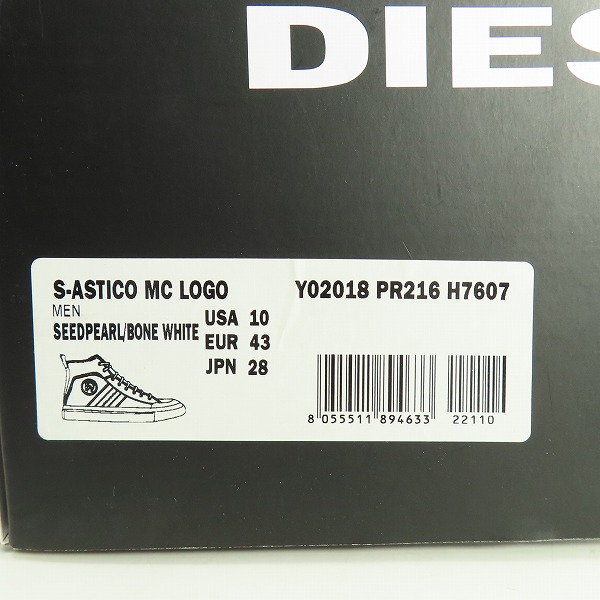 DIES
S-ASTICO MC LOGO Y02018 PR216 H7607
MEN
USA 10
SEEDPEARL/BONE WHITE
EUR 43
JPN 28
8 055511 894633 22110